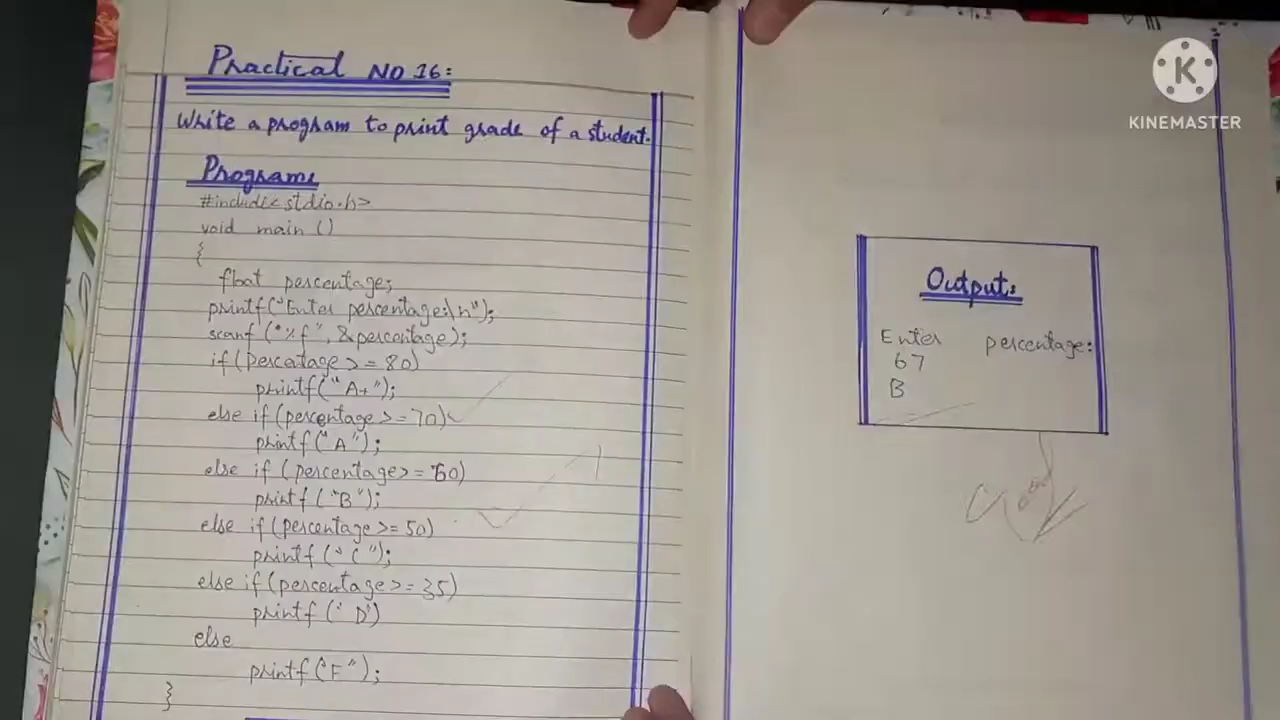 Practical NO 16:
Write a program to print grade of a student.
Program:
#include<stdio.h>
void main ()
{
float percentage;
printf("Enter percentage:\n");
scanf ("%f", &percentage);
if (percatage >= 80)
printf("A+");
else if (percentage >= 70)
printf("A");
else if (percentage >= 60)
printf ("B");
else if (percentage >= 50)
printf ("C");
else if (percentage >= 35)
printf (" D")
else
printf (F");
}
KINEMASTER
Output:
Enter percentage:
67
B